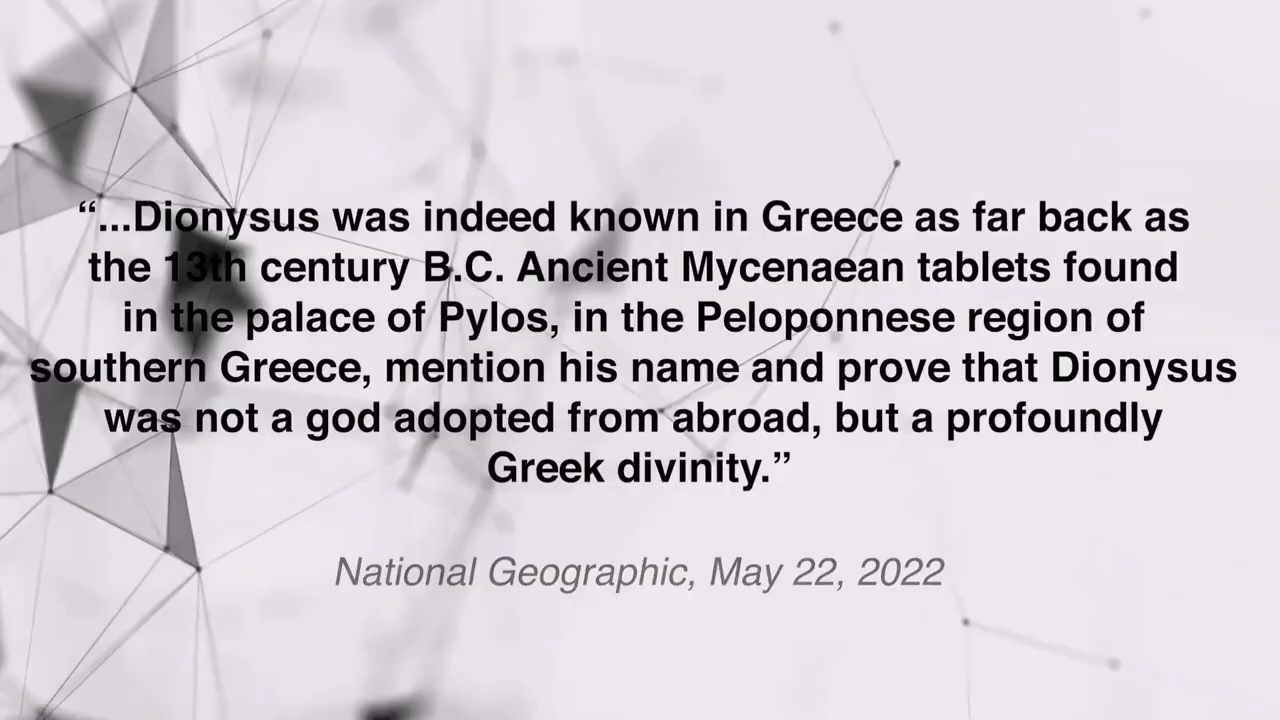 “...Dionysus was indeed known in Greece as far back as
the 13th century B.C. Ancient Mycenaean tablets found
in the palace of Pylos, in the Peloponnese region of
southern Greece, mention his name and prove that Dionysus
was not a god adopted from abroad, but a profoundly
Greek divinity.”
National Geographic, May 22, 2022